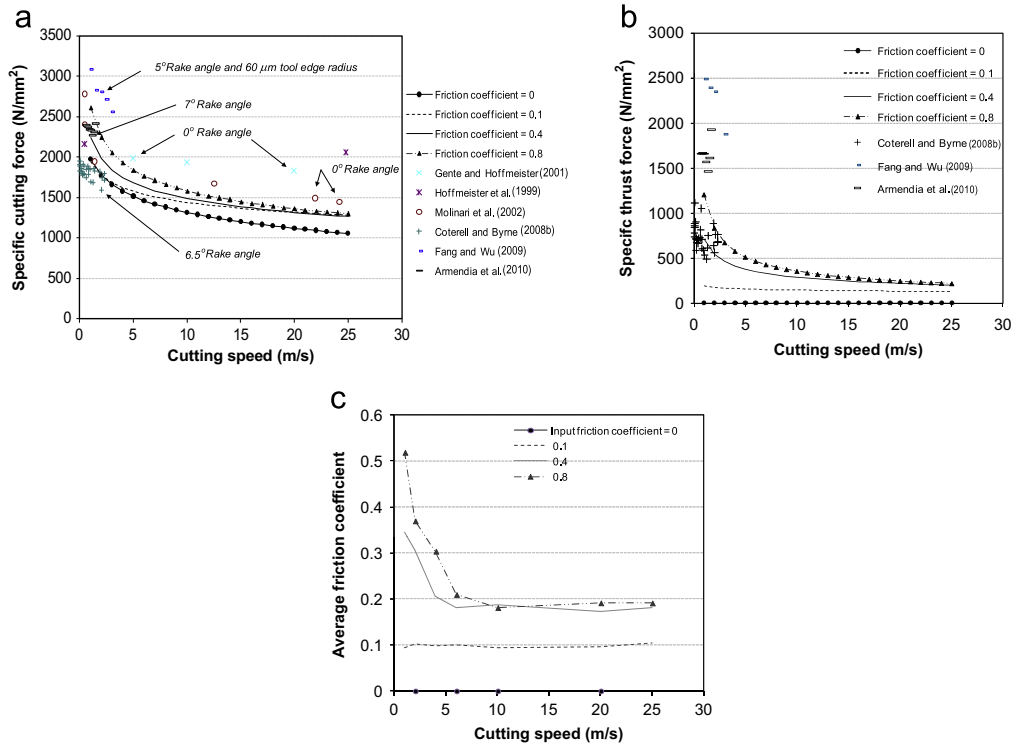 a
Specific cutting force (N/mm²)
3500
3000
2500
2000
1500
1000
500
0
0 5 10 15 20 25 30
Cutting speed (m/s)
5° Rake angle and 60 μm tool edge radius
7° Rake angle
0° Rake angle
0° Rake angle
6.5° Rake angle
Friction coefficient = 0
Friction coefficient = 0,1
Friction coefficient = 0.4
Friction coefficient = 0.8
Gente and Hoffmeister (2001)
Hoffmeister et al. (1999)
Molinari et al. (2002)
Coterell and Byrne (2008b)
Fang and Wu (2009)
Armendia et al. (2010)
b
Specifc thrust force (N/mm²)
3000
2500
2000
1500
1000
500
0
0 5 10 15 20 25 30
Cutting speed (m/s)
Friction coefficient = 0
Friction coefficient = 0 1
Friction coefficient = 0.4
Friction coefficient = 0.8
Coterell and Byrne (2008b)
Fang and Wu (2009)
Armendia et al. (2010)
c
Average friction coefficient
0.6
0.5
0.4
0.3
0.2
0.1
0
0 5 10 15 20 25 30
Cutting speed (m/s)
Input friction coefficient = 0
0.1
0.4
0.8